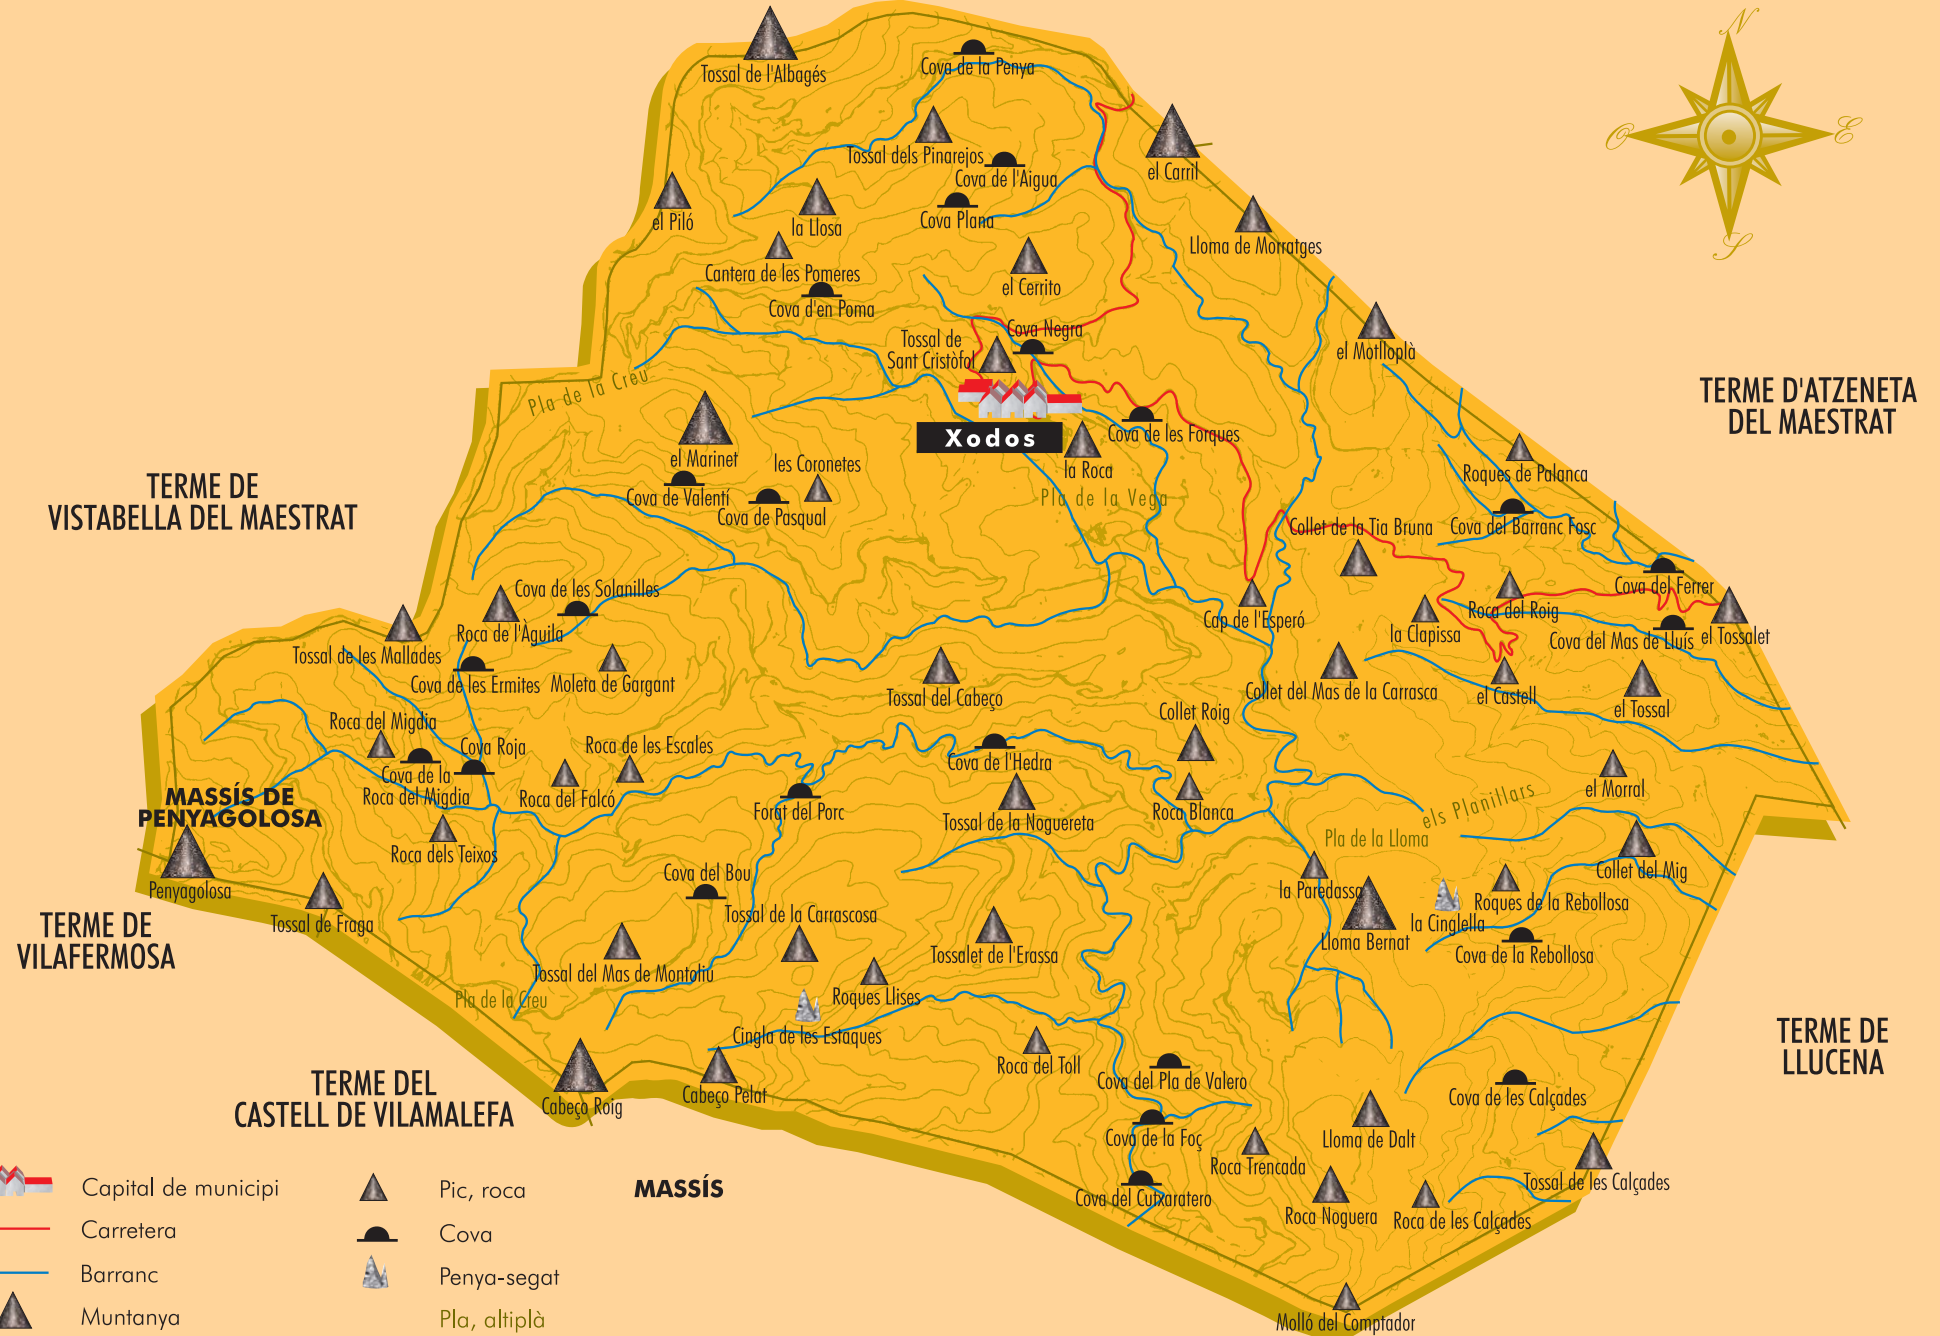 N
Tossal de l'Albagés
Cova de la Penya
O
E
Tossal dels Pinarejos
Cova de l'Aigua
el Carril
el Piló
la Llosa
Cova Plana
Lloma de Morratges
S
Cantera de les Pomeres
el Cerrito
Cova d'en Poma
Tossal de
Sant Cristòfol
Cova Negra
el Motlloplà
Pla de la Creu
TERME D'ATZENETA
DEL MAESTRAT
Xodos
Cova de les Forques
el Marinet
les Coronetes
la Roca
Roques de Palanca
TERME DE
VISTABELLA DEL MAESTRAT
Cova de Valentí
Cova de Pasqual
Pla de la Vega
Collet de la Tia Bruna
Cova del Barranc Fosc
Cova de les Solanilles
Cova del Ferrer
Roca de l'Àguila
Cap de l'Esperó
la Clapissa
Roca del Roig
Cova del Mas de Lluís
el Tossalet
Tossal de les Mallades
Cova de les Ermites
Moleta de Gargant
Tossal del Cabeço
Collet del Mas de la Carrasca
el Castell
el Tossal
Roca del Migdia
Cova Roja
Roca de les Escales
Collet Roig
Cova de l'Hedra
Cova de la
Roca del Migdia
Roca del Falcó
Forat del Porc
Tossal de la Noguereta
Roca Blanca
el Morral
els Planillars
MASSÍS DE
PENYAGOLOSA
Pla de la Lloma
Roca dels Teixos
Penyagolosa
Cova del Bou
la Paredassa
Collet del Mig
Tossal de Fraga
Tossal de la Carrascosa
la Cinglella
Roques de la Rebollosa
TERME DE
VILAFERMOSA
Tossalet de l'Erassa
Lloma Bernat
Cova de la Rebollosa
Tossal del Mas de Montoliu
Pla de la Creu
Roques Llises
Cingla de les Estaques
TERME DE
LLUCENA
Roca del Toll
Cova del Pla de Valero
TERME DEL
CASTELL DE VILAMALEFA
Cabeço Roig
Cabeço Pelat
Cova de les Calçades
Cova de la Foç
Lloma de Dalt
Roca Trencada
Tossal de les Calçades
Cova del Cutxaratero
Roca Noguera
Roca de les Calçades
Molló del Comptador
Capital de municipi
Carretera
Barranc
Muntanya
Pic, roca
Cova
Penya-segat
Pla, altiplà
MASSÍS